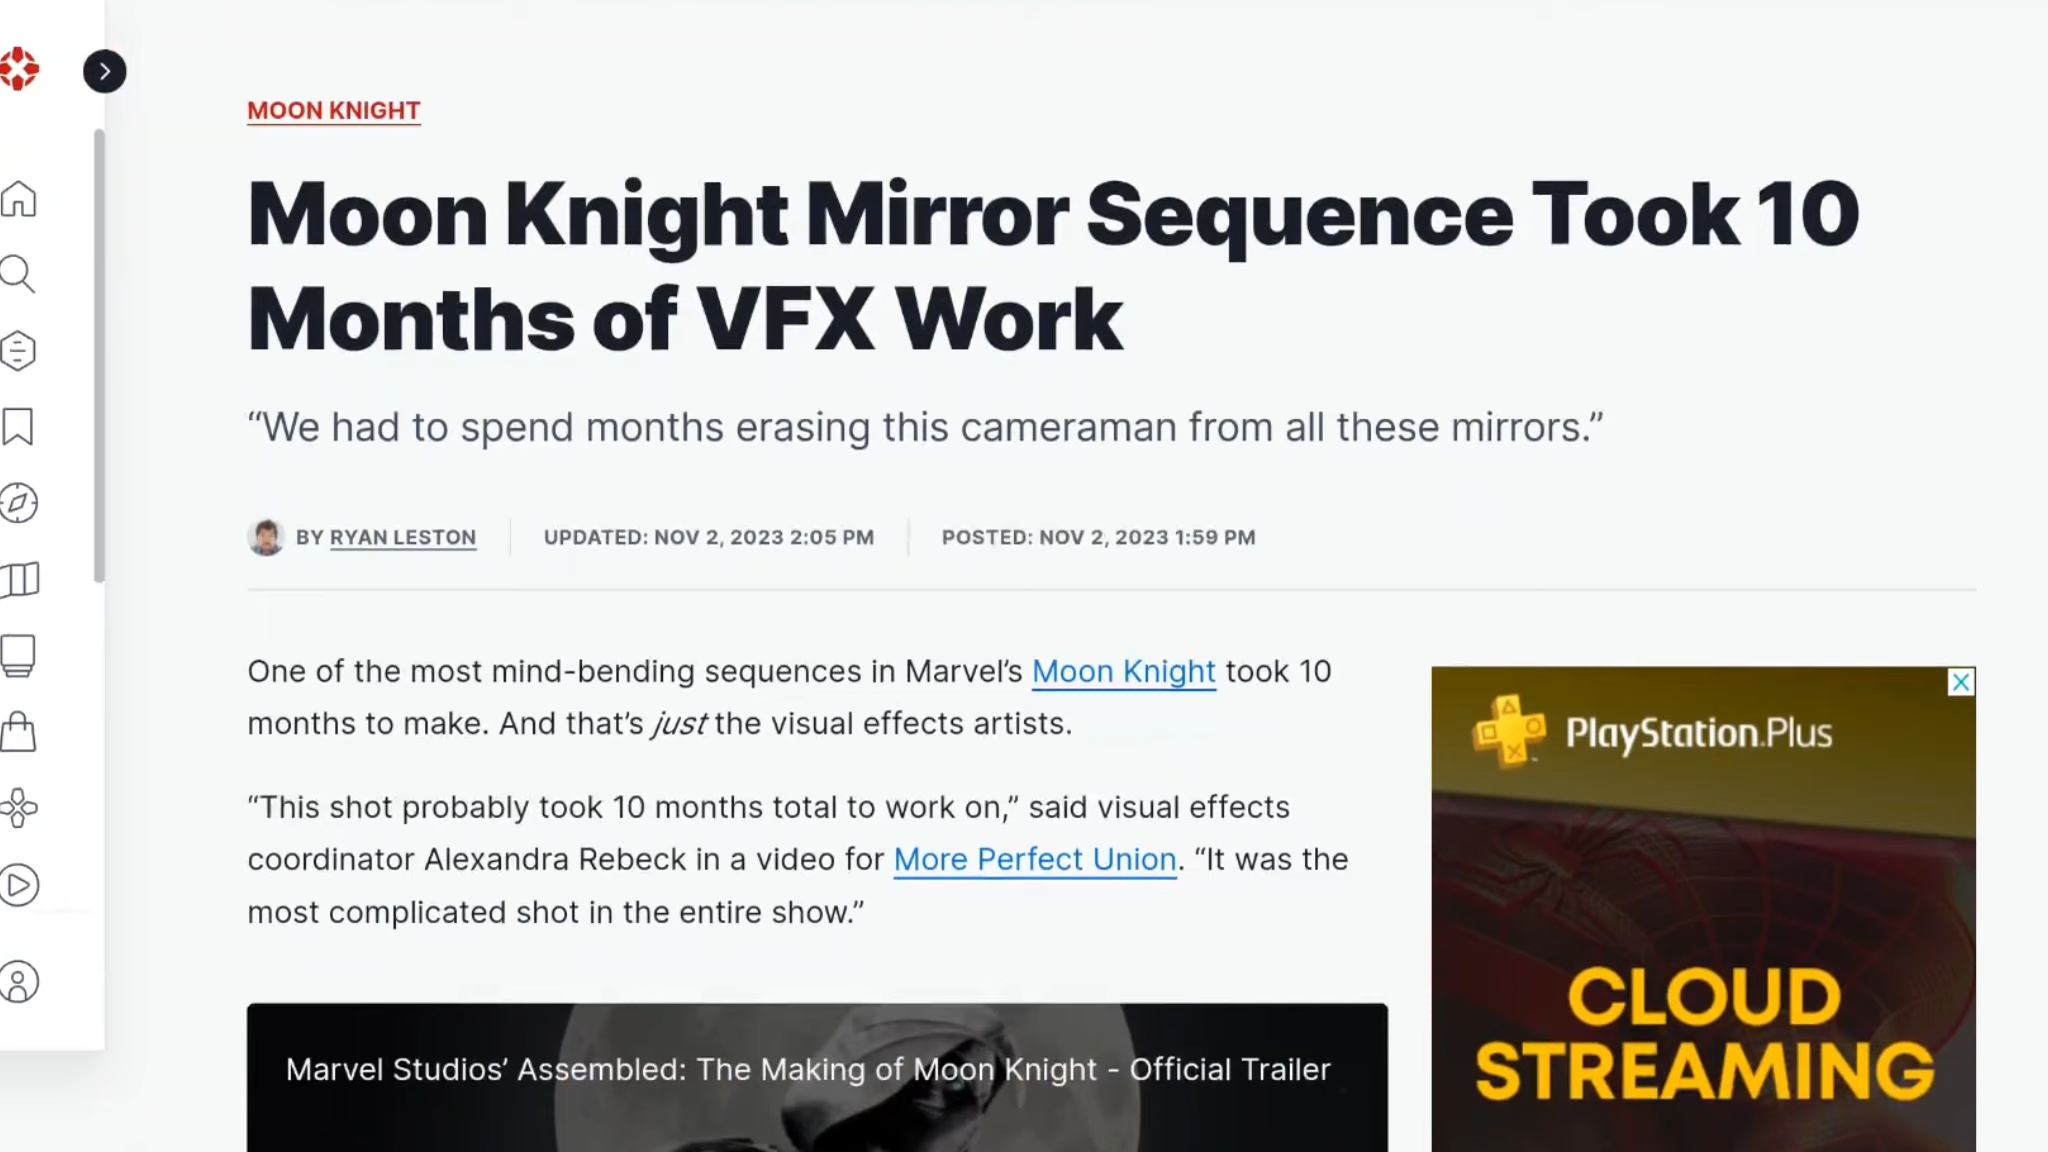 MOON KNIGHT
Moon Knight Mirror Sequence Took 10
Months of VFX Work
“We had to spend months erasing this cameraman from all these mirrors.”
BY RYAN LESTON
UPDATED: NOV 2, 2023 2:05 PM
POSTED: NOV 2, 2023 1:59 PM
One of the most mind-bending sequences in Marvel’s Moon Knight took 10
months to make. And that’s just the visual effects artists.
“This shot probably took 10 months total to work on,” said visual effects
coordinator Alexandra Rebeck in a video for More Perfect Union. “It was the
most complicated shot in the entire show.”
Marvel Studios’ Assembled: The Making of Moon Knight - Official Trailer
PlayStation.Plus
CLOUD
STREAMING